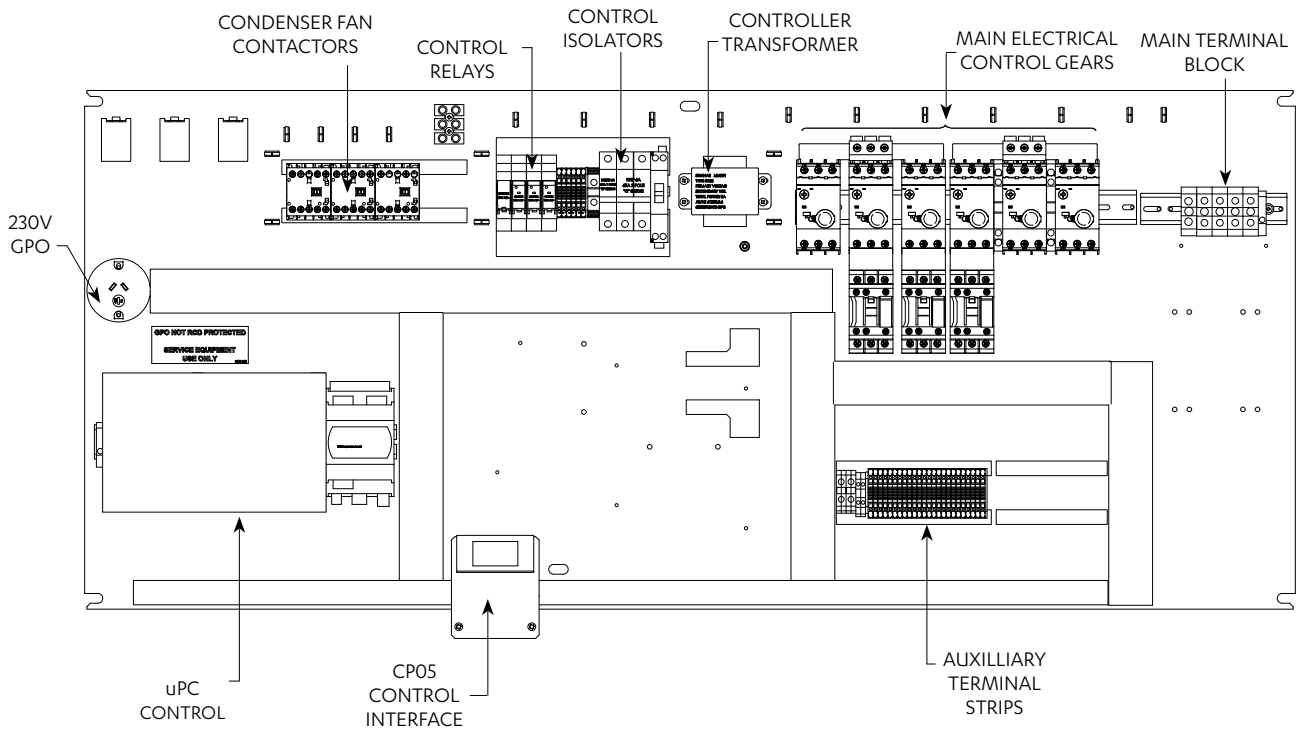 CONDENSER FAN
CONTACTORS
CONTROL
RELAYS
CONTROL
ISOLATORS
CONTROLLER
TRANSFORMER
MAIN ELECTRICAL
CONTROL GEARS
MAIN TERMINAL
BLOCK
230V
GPO
GPO NOT RCD PROTECTED
SERVICE EQUIPMENT
USE ONLY
uPC
CONTROL
CP05
CONTROL
INTERFACE
AUXILLIARY
TERMINAL
STRIPS